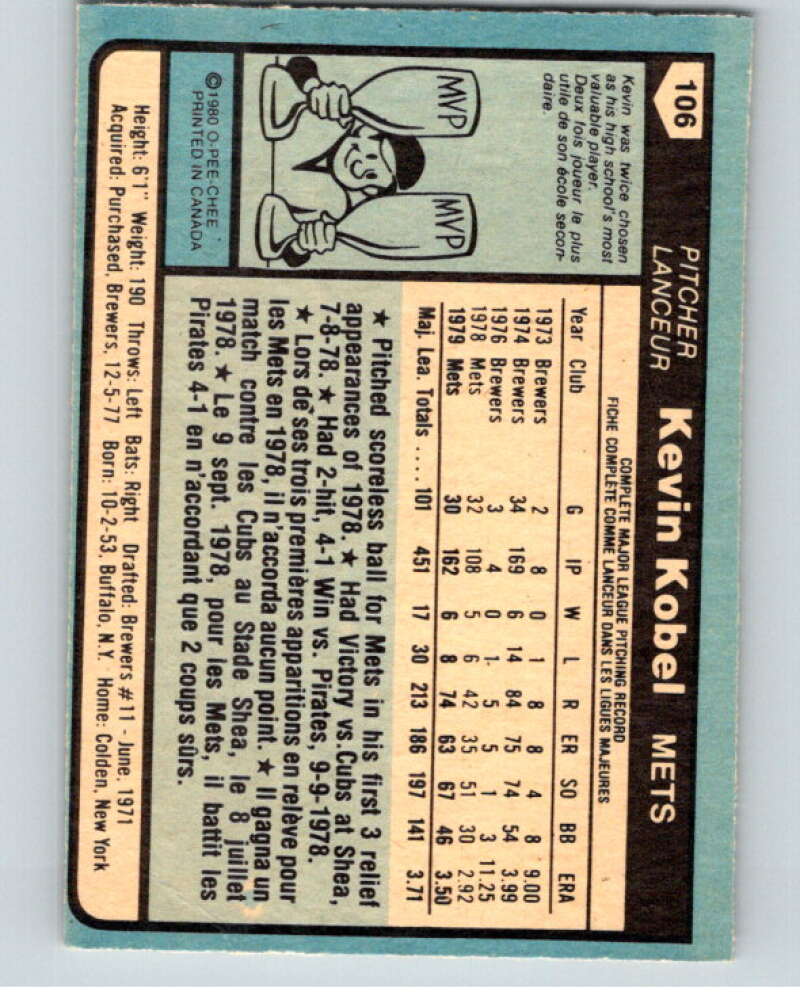 106
PITCHER
LANCEUR
Kevin Kobel METS
Kevin was twice chosen
as his high school's most
valuable player.
Deux fois joueur le plus
utile de son école secon-
daire.
MVP
MVP
©1980 O-PEE-CHEE
PRINTED IN CANADA
COMPLETE MAJOR LEAGUE PITCHING RECORD
FICHE COMPLÈTE COMME LANCEUR DANS LES LIGUES MAJEURES
Year Club G IP W L R ER SO BB ERA
1973 Brewers 2 8 0 1 8 8 4 8 9.00
1974 Brewers 34 169 6 14 84 75 74 54 3.99
1976 Brewers 3 4 0 1 5 5 1 3 11.25
1978 Mets 32 108 5 6 42 35 51 30 2.92
1979 Mets 30 162 6 8 74 63 67 46 3.50
Maj. Lea. Totals .... 101 451 17 30 213 186 197 141 3.71
★ Pitched scoreless ball for Mets in his first 3 relief
appearances of 1978. ★ Had Victory vs. Cubs at Shea,
7-8-78. ★ Had 2-hit, 4-1 Win vs. Pirates, 9-9-1978.
★ Lors de ses trois premières apparitions en relève pour
les Mets en 1978, il n'accorda aucun point. ★ Il gagna un
match contre les Cubs au Stade Shea, le 8 juillet
1978. ★ Le 9 sept. 1978, pour les Mets, il battit les
Pirates 4-1 en n'accordant que 2 coups sûrs.
Height: 6'1" Weight: 190 Throws: Left Bats: Right Drafted: Brewers #11 - June, 1971
Acquired: Purchased, Brewers, 12-5-77 Born: 10-2-53, Buffalo, N.Y. Home: Colden, New York